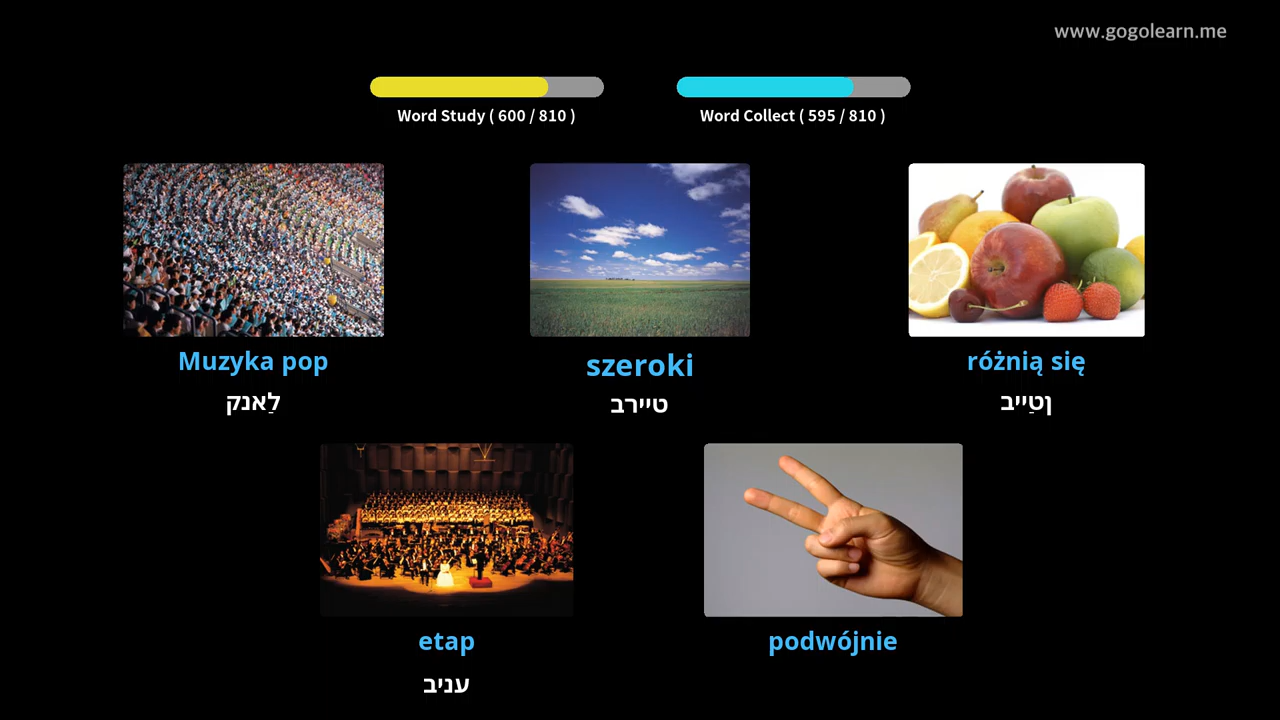 www.gogolearn.me
Word Study ( 600 / 810 )
Word Collect ( 595 / 810 )
Muzyka pop
לַאנק
szeroki
טיירב
różnią się
ןטַייב
etap
עניב
podwójnie